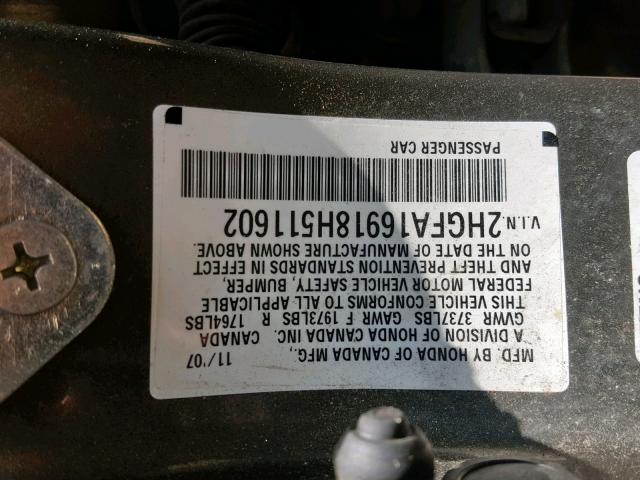 MFD. BY HONDA OF CANADA MFG., 11/'07
A DIVISION OF HONDA CANADA INC. CANADA
GVWR 3737LBS GAWR F 1973LBS R 1764LBS
THIS VEHICLE CONFORMS TO ALL APPLICABLE
FEDERAL MOTOR VEHICLE SAFETY, BUMPER,
AND THEFT PREVENTION STANDARDS IN EFFECT
ON THE DATE OF MANUFACTURE SHOWN ABOVE.
V.I.N. 2HGFA16918H511602
PASSENGER CAR